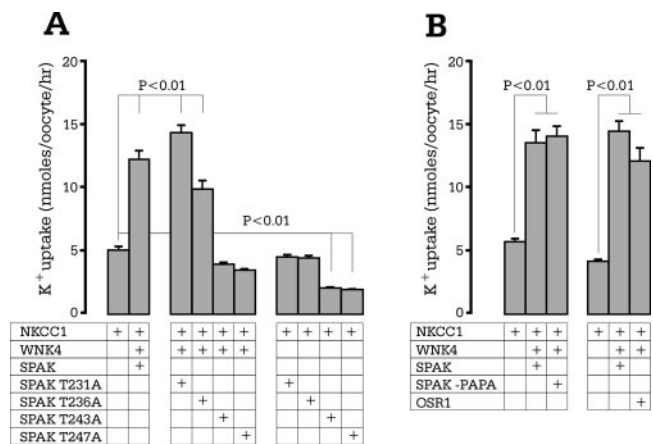 A
K+ uptake (nmoles/oocyte/hr)
20
15
10
5
0
P<0.01
P<0.01
NKCC1 + + + + + + + + + +
WNK4 + + + + +
SPAK +
SPAK T231A + +
SPAK T236A + +
SPAK T243A + +
SPAK T247A + +
B
K+ uptake (nmoles/oocyte/hr)
20
15
10
5
0
P<0.01
P<0.01
NKCC1 + + + + + +
WNK4 + + + +
SPAK + +
SPAK -PAPA +
OSR1 +